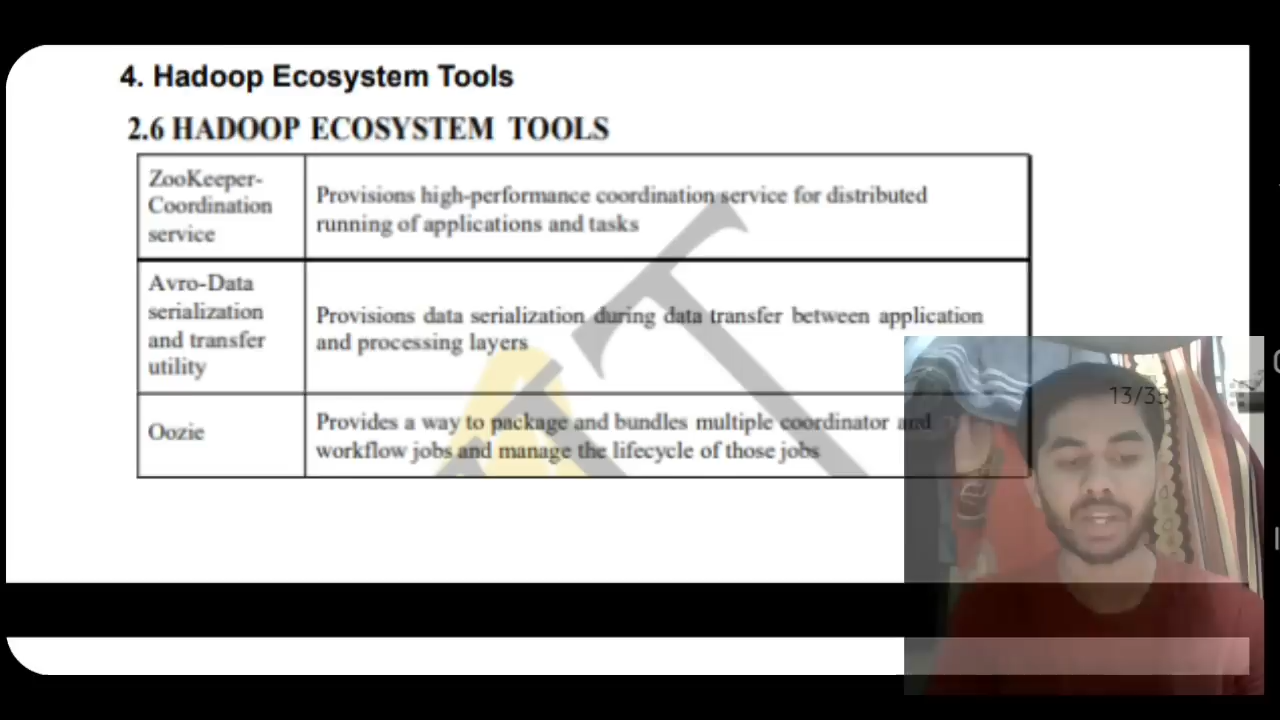 4. Hadoop Ecosystem Tools
2.6 HADOOP ECOSYSTEM TOOLS
ZooKeeper-
Coordination
service
Provisions high-performance coordination service for distributed
running of applications and tasks
Avro-Data
serialization
and transfer
utility
Provisions data serialization during data transfer between application
and processing layers
Oozie
Provides a way to package and bundles multiple coordinator and
workflow jobs and manage the lifecycle of those jobs
13/35